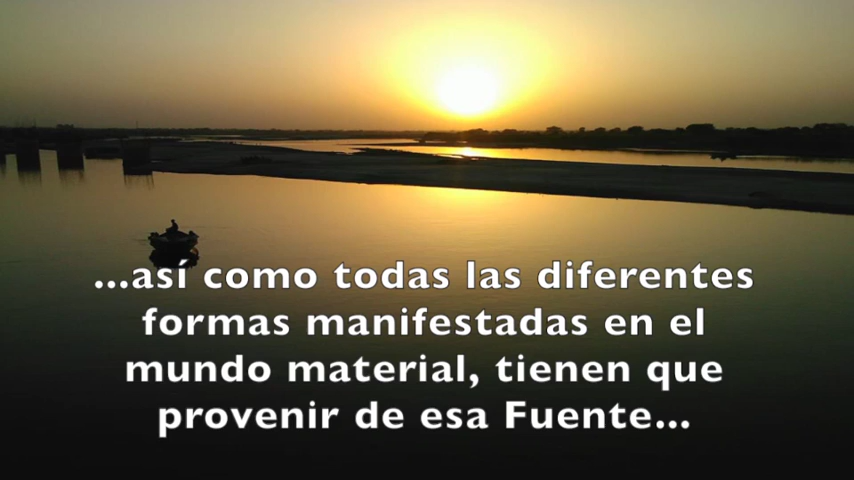 ...así como todas las diferentes
formas manifestadas en el
mundo material, tienen que
provenir de esa Fuente...